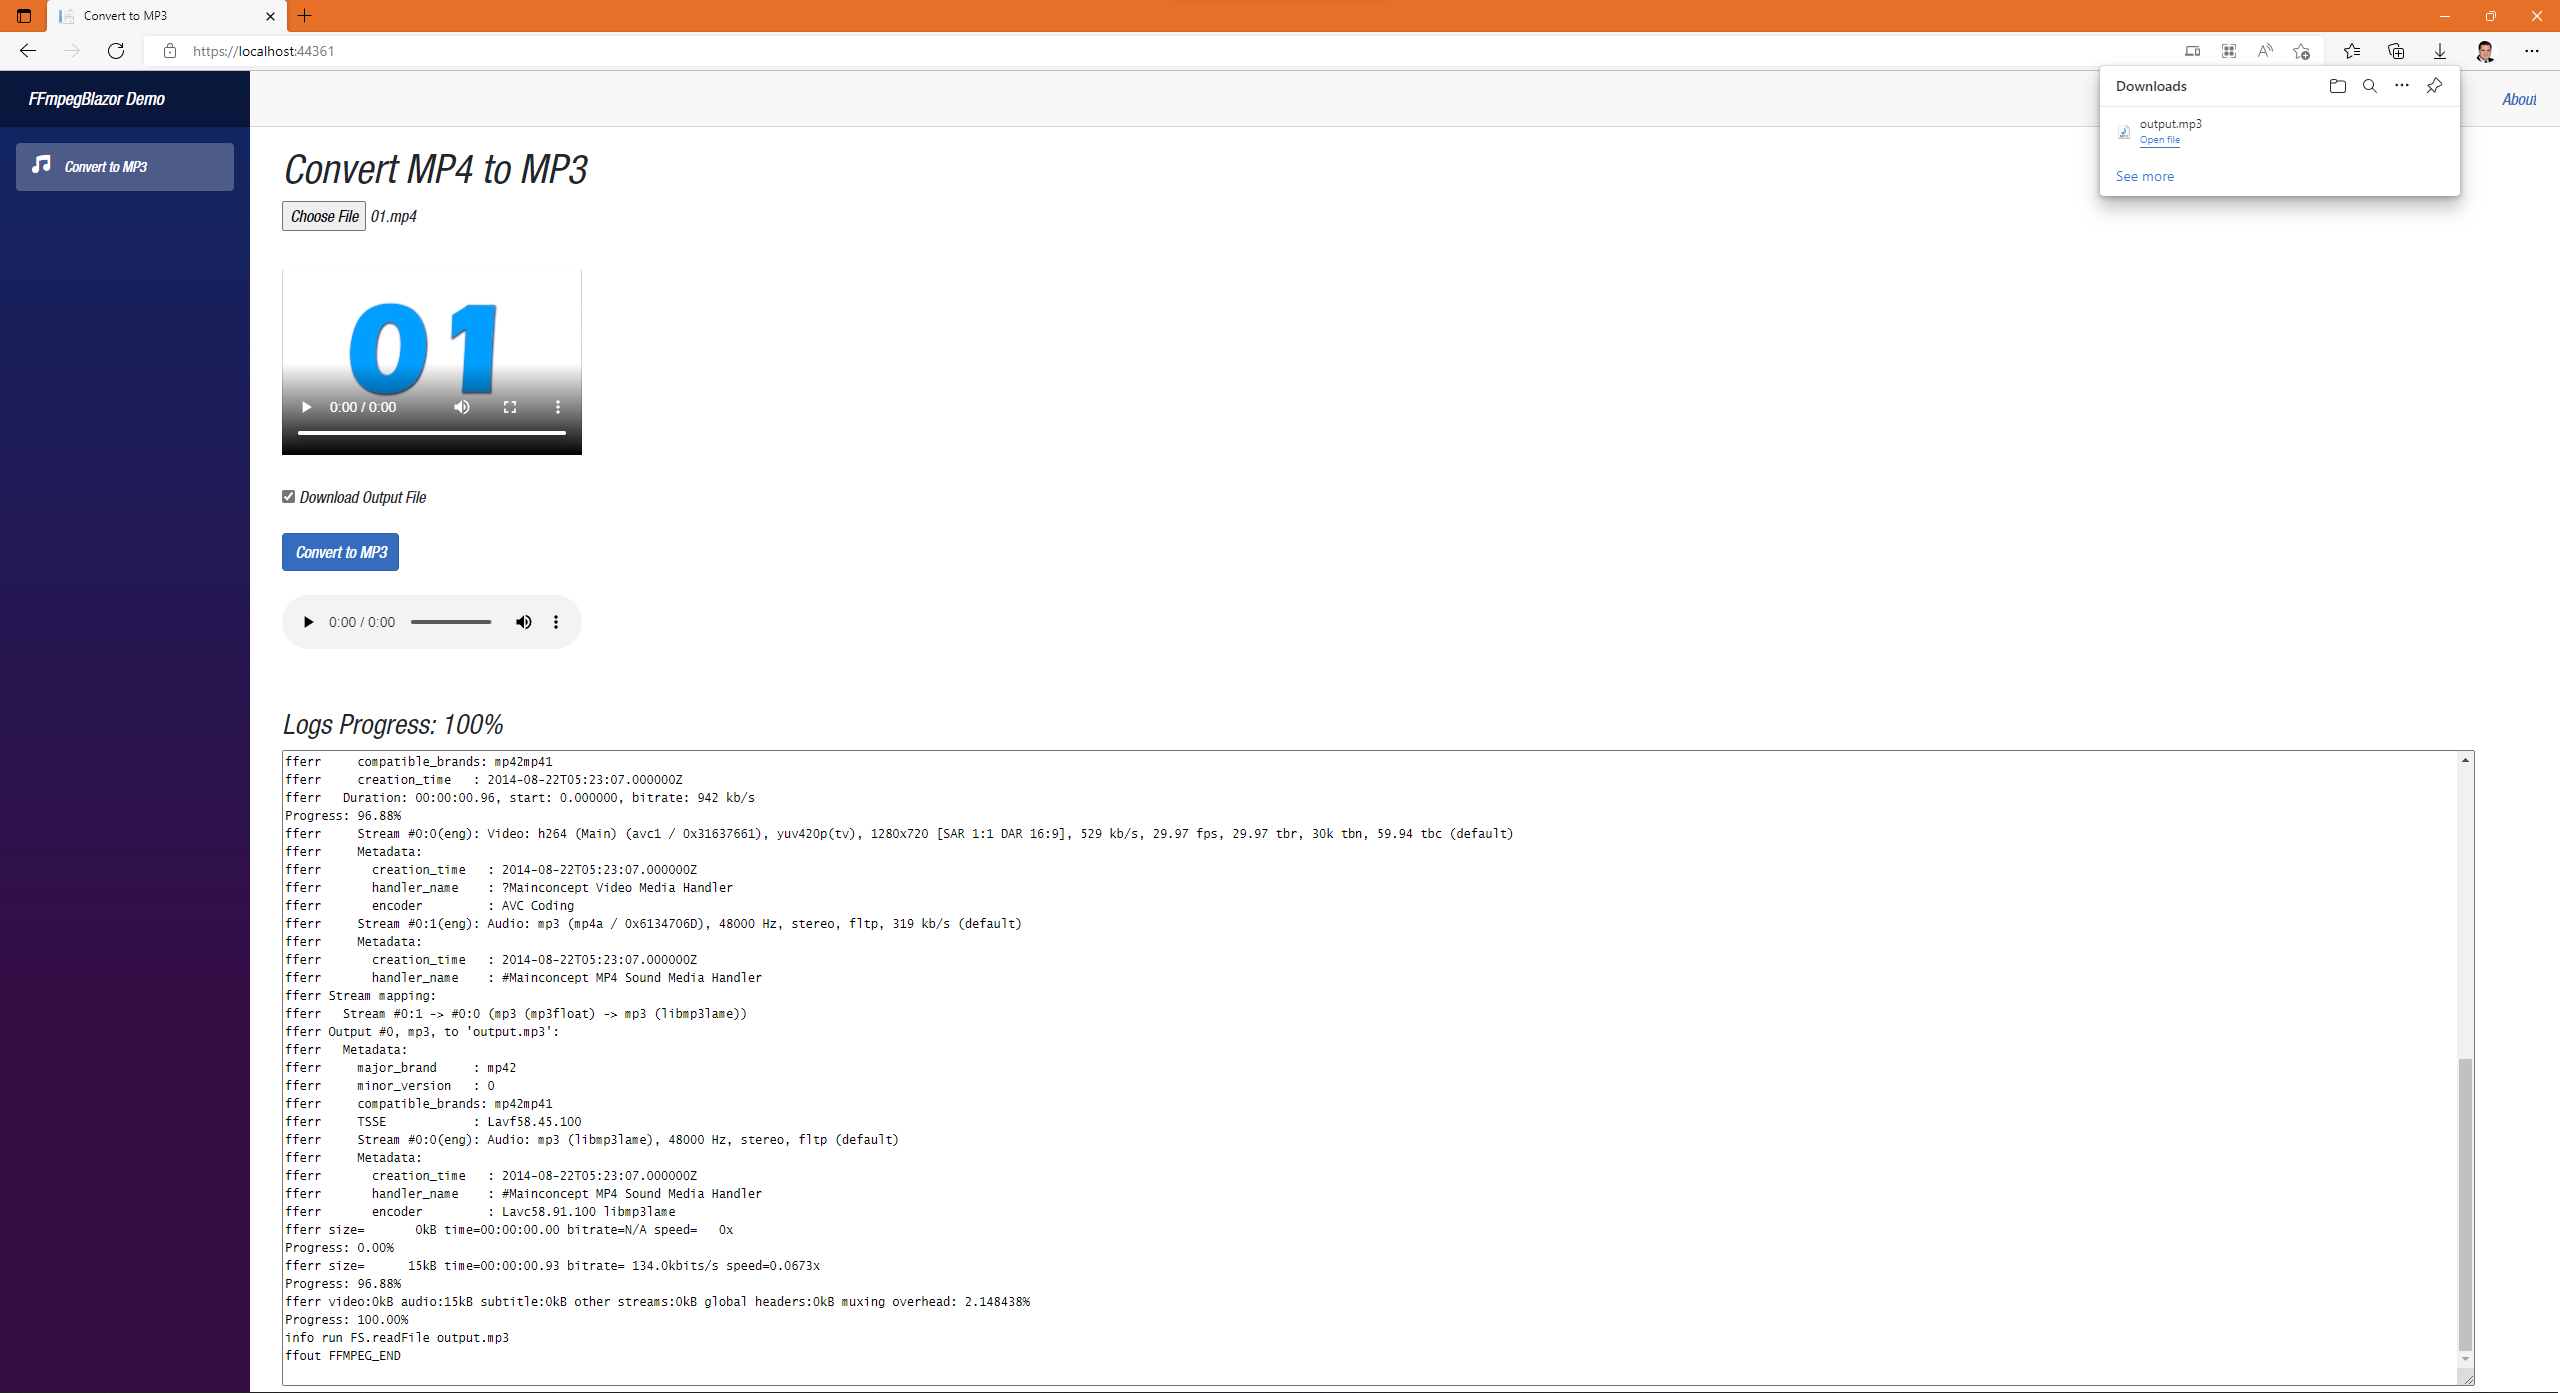 Convert to MP3
https://localhost:44361
Downloads
output.mp3
Open file
See more
FFmpegBlazor Demo
About
Convert to MP3
Convert MP4 to MP3
Choose File 01.mp4
01
0:00 / 0:00
Download Output File
Convert to MP3
0:00 / 0:00
Logs Progress: 100%
fferr     compatible_brands: mp42mp41
fferr     creation_time   : 2014-08-22T05:23:07.000000Z
fferr   Duration: 00:00:00.96, start: 0.000000, bitrate: 942 kb/s
Progress: 96.88%
fferr     Stream #0:0(eng): Video: h264 (Main) (avc1 / 0x31637661), yuv420p(tv), 1280x720 [SAR 1:1 DAR 16:9], 529 kb/s, 29.97 fps, 29.97 tbr, 30k tbn, 59.94 tbc (default)
fferr     Metadata:
fferr       creation_time   : 2014-08-22T05:23:07.000000Z
fferr       handler_name    : ?Mainconcept Video Media Handler
fferr       encoder         : AVC Coding
fferr     Stream #0:1(eng): Audio: mp3 (mp4a / 0x6134706D), 48000 Hz, stereo, fltp, 319 kb/s (default)
fferr     Metadata:
fferr       creation_time   : 2014-08-22T05:23:07.000000Z
fferr       handler_name    : #Mainconcept MP4 Sound Media Handler
fferr Stream mapping:
fferr   Stream #0:1 -> #0:0 (mp3 (mp3float) -> mp3 (libmp3lame))
fferr Output #0, mp3, to 'output.mp3':
fferr   Metadata:
fferr     major_brand     : mp42
fferr     minor_version   : 0
fferr     compatible_brands: mp42mp41
fferr     TSSE            : Lavf58.45.100
fferr     Stream #0:0(eng): Audio: mp3 (libmp3lame), 48000 Hz, stereo, fltp (default)
fferr     Metadata:
fferr       creation_time   : 2014-08-22T05:23:07.000000Z
fferr       handler_name    : #Mainconcept MP4 Sound Media Handler
fferr       encoder         : Lavc58.91.100 libmp3lame
fferr size=       0kB time=00:00:00.00 bitrate=N/A speed=   0x
Progress: 0.00%
fferr size=      15kB time=00:00:00.93 bitrate= 134.0kbits/s speed=0.0673x
Progress: 96.88%
fferr video:0kB audio:15kB subtitle:0kB other streams:0kB global headers:0kB muxing overhead: 2.148438%
Progress: 100.00%
info run FS.readFile output.mp3
ffout FFMPEG_END